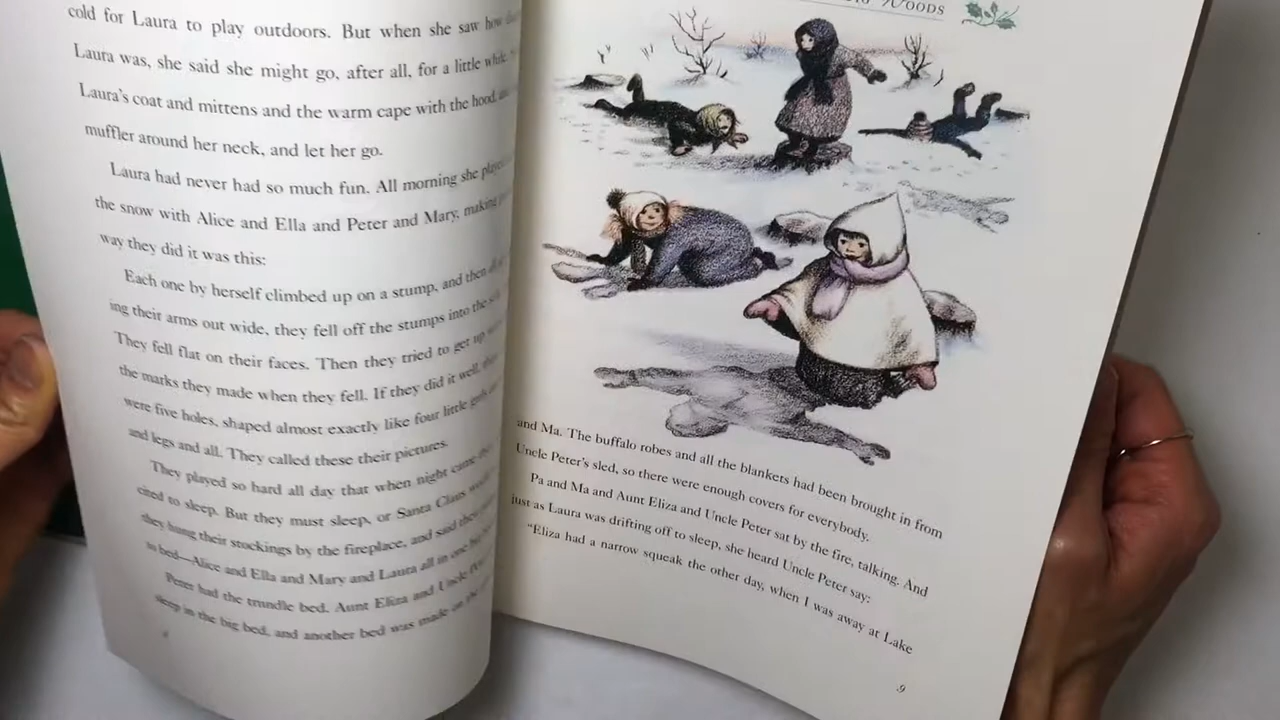 cold for Laura to play outdoors. But when she saw how
Laura was, she said she might go, after all, for a little while.
Laura's coat and mittens and the warm cape with the hood,
muffler around her neck, and let her go.
Laura had never had so much fun. All morning she played
the snow with Alice and Ella and Peter and Mary, making
way they did it was this:
Each one by herself climbed up on a stump, and then all
ing their arms out wide, they fell off the stumps into the
They fell flat on their faces. Then they tried to get up
the marks they made when they fell. If they did it well,
were five holes, shaped almost exactly like four little girls
and legs and all. They called these their pictures.
They played so hard all day that when night came
cited to sleep. But they must sleep, or Santa Claus
they hung their stockings by the fireplace, and said their
to bed—Alice and Ella and Mary and Laura all in one
Peter had the trundle bed. Aunt Eliza and Uncle
sleep in the big bed, and another bed was made on the
WOODS
and Ma. The buffalo robes and all the blankets had been brought in from
Uncle Peter's sled, so there were enough covers for everybody.
Pa and Ma and Aunt Eliza and Uncle Peter sat by the fire, talking. And
just as Laura was drifting off to sleep, she heard Uncle Peter say:
"Eliza had a narrow squeak the other day, when I was away at Lake
9